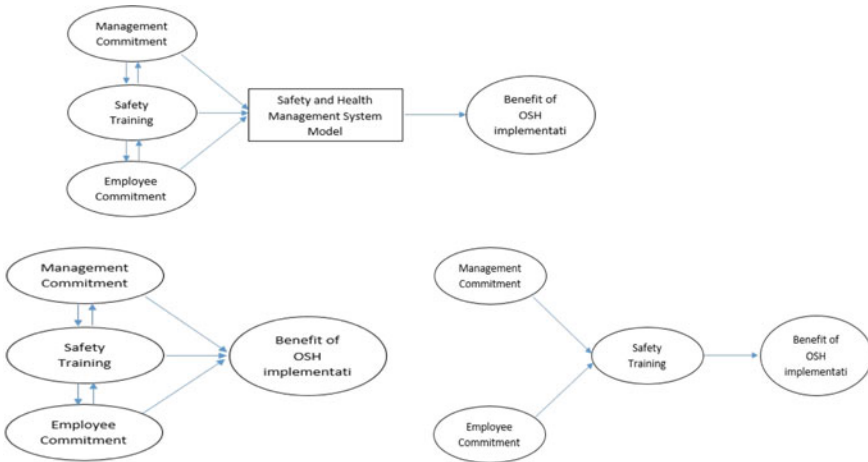 Management
Commitment
Safety
Training
Employee
Commitment
Safety and Health
Management System
Model
Benefit of
OSH
implementati
Management
Commitment
Safety
Training
Employee
Commitment
Benefit of
OSH
implementati
Management
Commitment
Employee
Commitment
Safety
Training
Benefit of
OSH
implementati